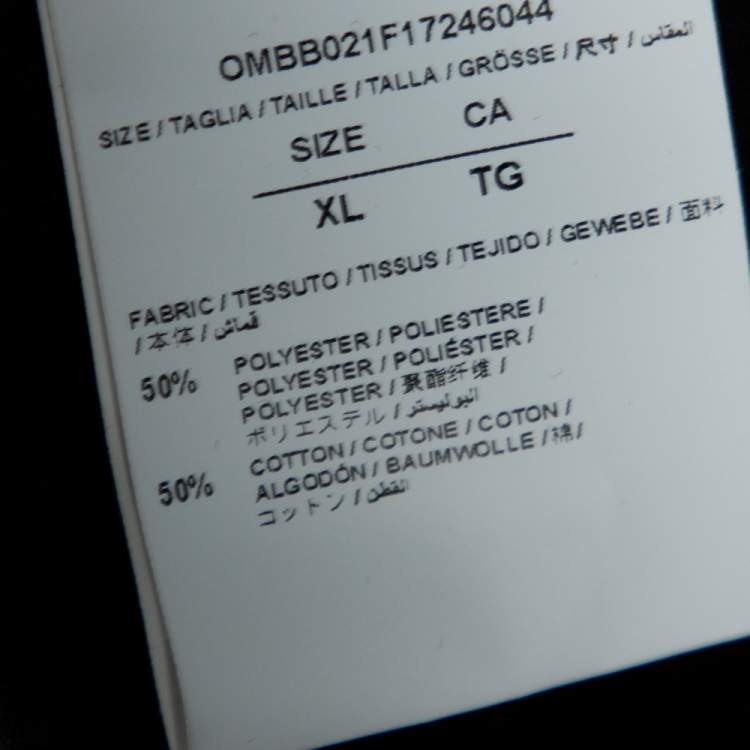 OMBB021F17246044
SIZE / TAGLIA / TAILLE / TALLA / GRÖSSE / 尺寸 / المقاس
SIZE CA
XL TG
FABRIC / TESSUTO / TISSUS / TEJIDO / GEWEBE / 面料
/ 本体 / قماش
50% POLYESTER / POLIESTERE /
POLYESTER / POLIÉSTER /
POLYESTER / 聚酯纤维 /
ポリエステル / البوليستر
50% COTTON / COTONE / COTON /
ALGODÓN / BAUMWOLLE / 棉 /
コットン / القطن